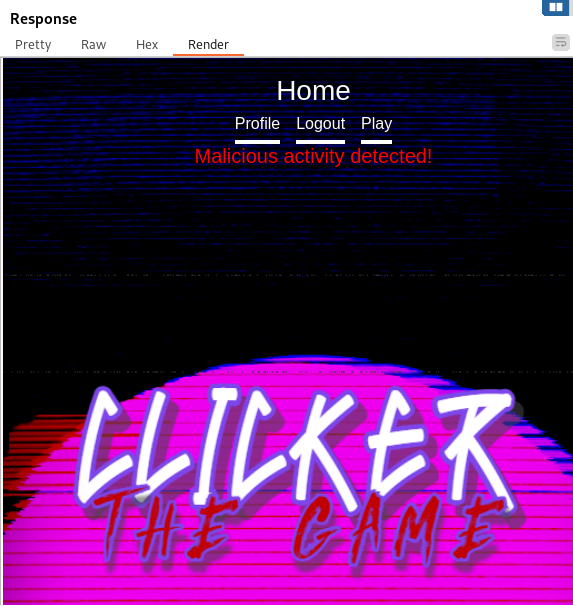 Response
Pretty Raw Hex Render
Home
Profile Logout Play
Malicious activity detected!
CLICKER
THE GAME